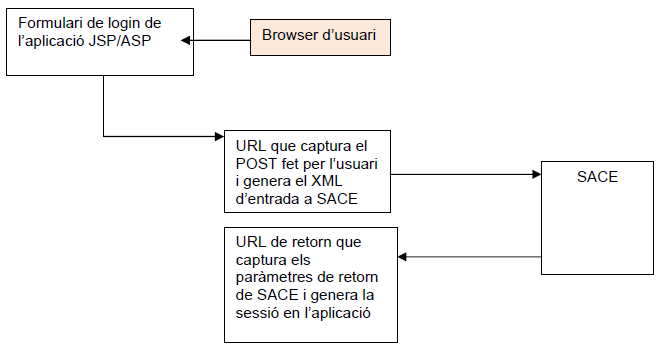 Formulari de login de
l’aplicació JSP/ASP
Browser d’usuari
URL que captura el
POST fet per l’usuari
i genera el XML
d’entrada a SACE
SACE
URL de retorn que
captura els
paràmetres de retorn
de SACE i genera la
sessió en l’aplicació